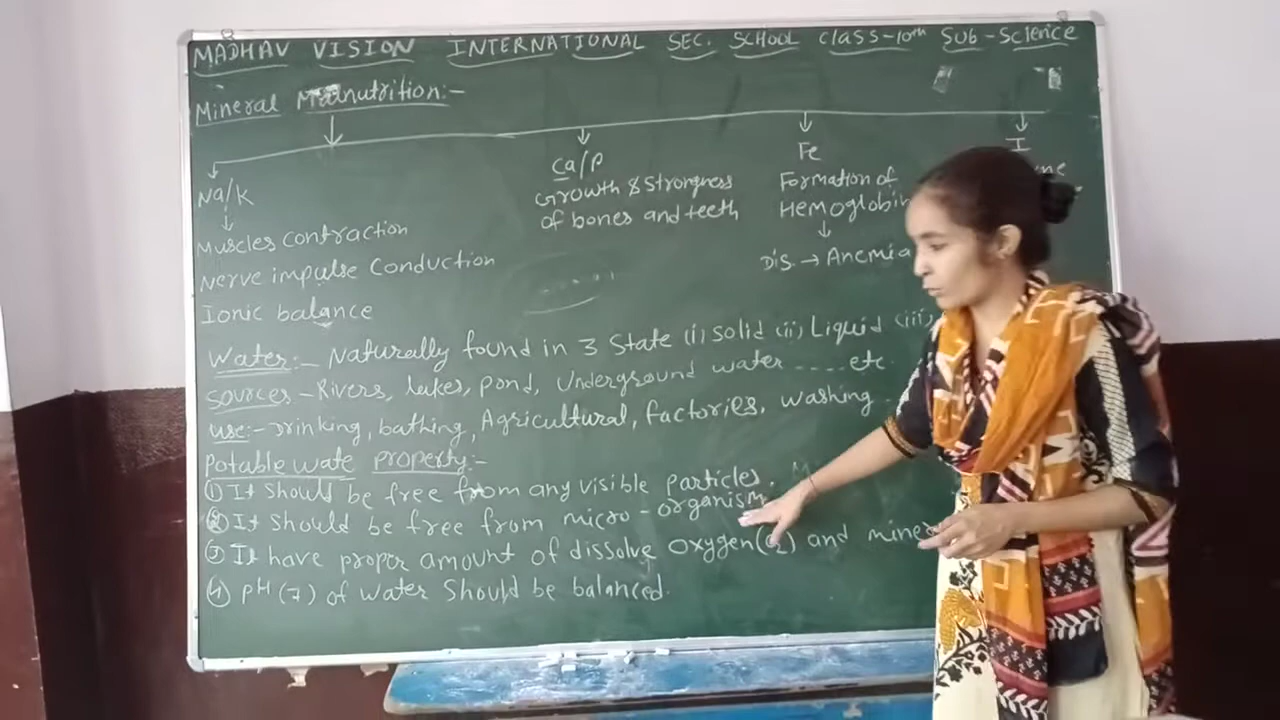 MADHAV VISION INTERNATIONAL SEC. SCHOOL Class-10th SUB-Science
Mineral Malnutrition:-
Na/K
Muscles contraction
Nerve impulse Conduction
Ionic balance
Ca/P
Growth & Strongness
of bones and teeth
Fe
Formation of
Hemoglobin
Dis. → Anemia
I
Water:- Naturally found in 3 State (i) Solid (ii) Liquid (iii)
Sources - Rivers, lakes, pond, Underground water ..... etc.
use:- Drinking, bathing, Agricultural, factories, washing
Potable wate property:-
① It should be free from any visible particles.
② It should be free from micro-organism
③ It have proper amount of dissolve oxygen(O2) and
④ pH (7) of water should be balanced.